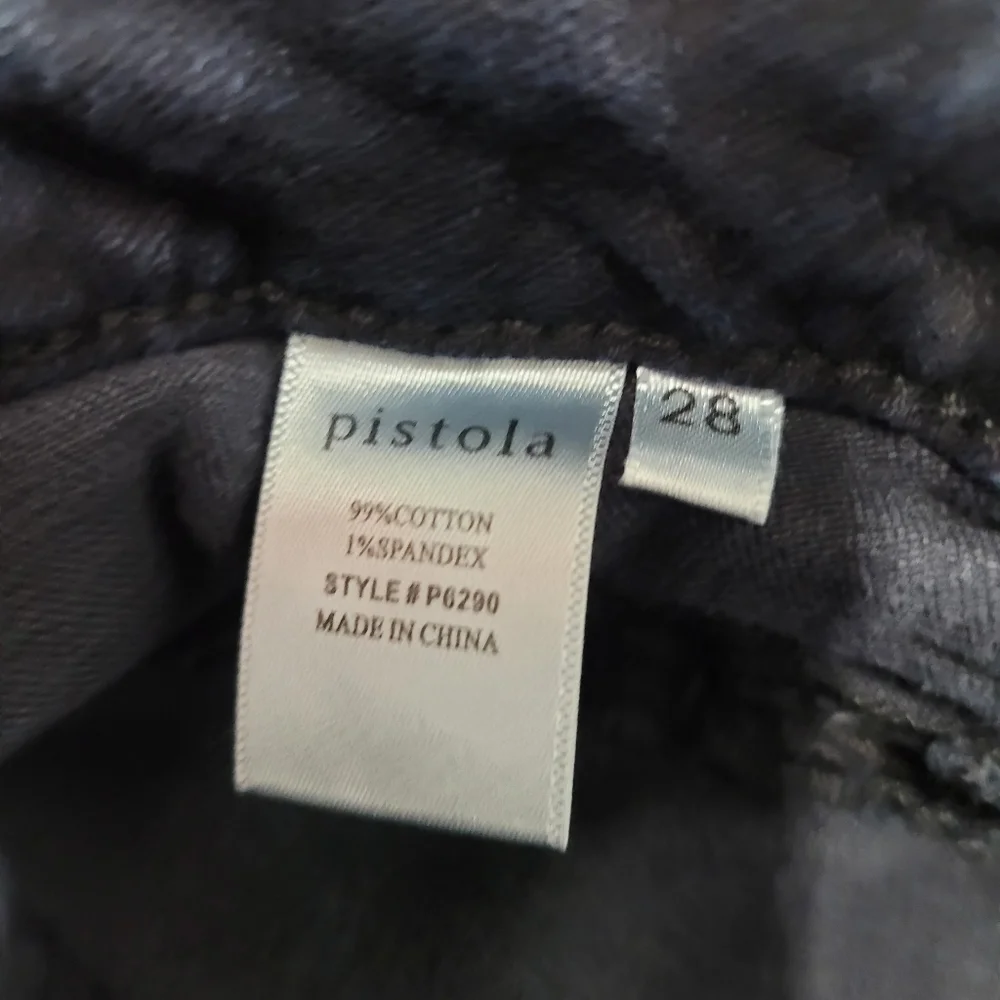 pistola
99%COTTON
1%SPANDEX
STYLE # P6290
MADE IN CHINA
28